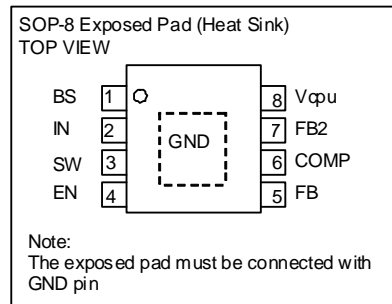 SOP-8 Exposed Pad (Heat Sink)
TOP VIEW
BS 1 8 Vcpu
IN 2 7 FB2
GND
SW 3 6 COMP
EN 4 5 FB
Note:
The exposed pad must be connected with
GND pin